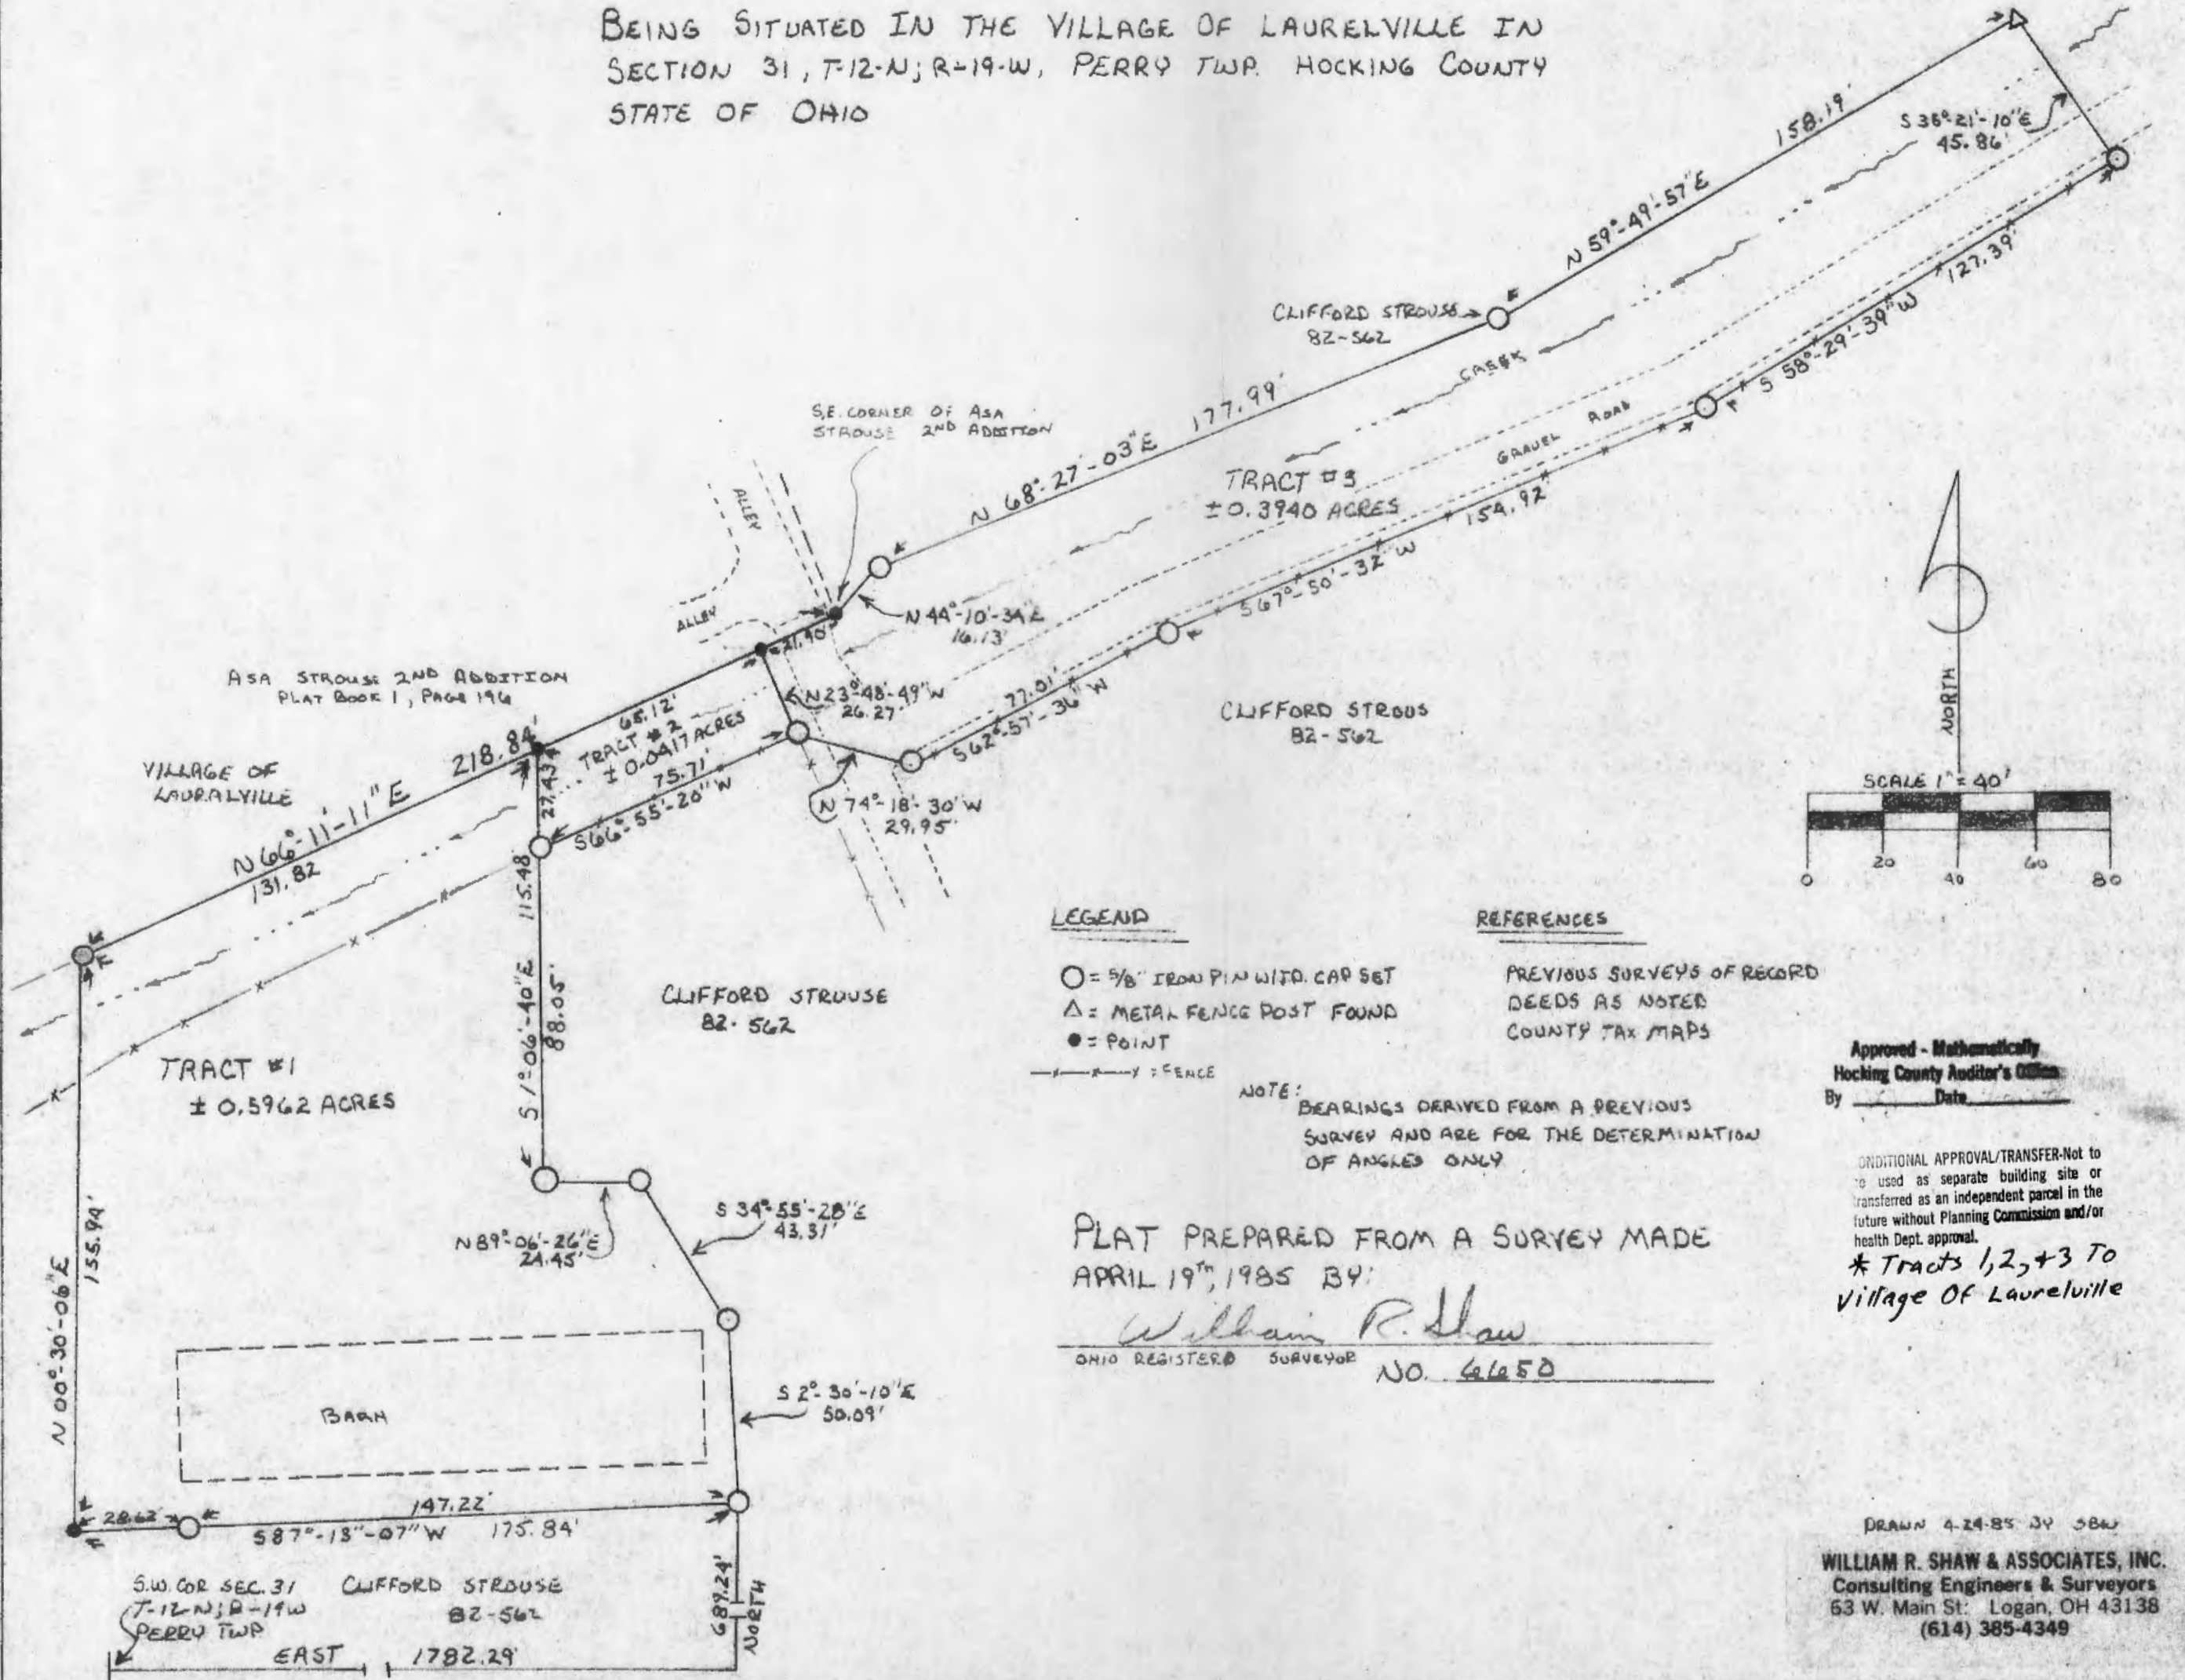 BEING SITUATED IN THE VILLAGE OF LAURELVILLE IN
SECTION 31, T-12-N; R-19-W, PERRY TWP. HOCKING COUNTY
STATE OF OHIO
158.19'
S 36°-21'-10"E
45.86'
N 59°-49'-57"E
127.39'
S 58°-29'-39"W
CLIFFORD STROUSE
82-562
CREEK
177.99'
N 68°-27'-03"E
S.E. CORNER OF ASA
STROUSE 2ND ADDITION
GRAVEL ROAD
TRACT #3
±0.3940 ACRES
154.92'
S 67°-50'-32"W
ALLEY
ALLEY
N 44°-10'-34"E
16.13'
21.90'
ASA STROUSE 2ND ADDITION
PLAT BOOK 1, PAGE 196
65.12'
N 23°-48'-49"W
26.27'
77.01'
S 62°-57'-36"W
CLIFFORD STROUS
82-562
NORTH
218.84'
TRACT #2
±0.0417 ACRES
75.71'
S 66°-55'-20"W
27.43'
VILLAGE OF
LAURALVILLE
N 66°-11'-11"E
131.82
N 74°-18'-30"W
29.95'
SCALE 1"=40'
0 20 40 60 80
115.48'
S 1°-06'-40"E
88.05'
CLIFFORD STROUSE
82-562
LEGEND
O = 5/8" IRON PIN W/I.D. CAP SET
Δ = METAL FENCE POST FOUND
● = POINT
—x—x—x = FENCE
REFERENCES
PREVIOUS SURVEYS OF RECORD
DEEDS AS NOTED
COUNTY TAX MAPS
NOTE:
BEARINGS DERIVED FROM A PREVIOUS
SURVEY AND ARE FOR THE DETERMINATION
OF ANGLES ONLY
Approved - Mathematically
Hocking County Auditor's Office
By Date
TRACT #1
± 0.5962 ACRES
155.94'
N 00°-30'-06"E
N 89°-06'-26"E
24.45'
S 34°-55'-28"E
43.31'
ONDITIONAL APPROVAL/TRANSFER-Not to
e used as separate building site or
ransferred as an independent parcel in the
future without Planning Commission and/or
health Dept. approval.
* Tracts 1,2,+3 To
Village Of Laurelville
PLAT PREPARED FROM A SURVEY MADE
APRIL 19TH, 1985 BY:
William R. Shaw
OHIO REGISTERD SURVEYOR NO. 6650
BARN
S 2°-30'-10"E
50.09'
28.62'
147.22'
S 87°-13"-07"W 175.84'
S.W. COR SEC. 31
T-12-N; R-19W
PERRY TWP
CLIFFORD STROUSE
82-562
EAST 1782.29'
689.24'
NORTH
DRAWN 4-24-85 BY SBW
WILLIAM R. SHAW & ASSOCIATES, INC.
Consulting Engineers & Surveyors
63 W. Main St. Logan, OH 43138
(614) 385-4349